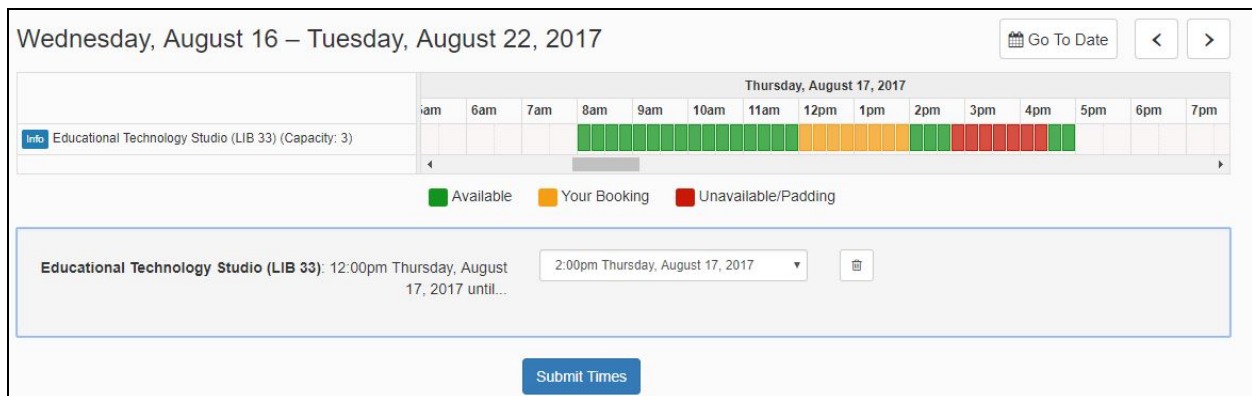 Wednesday, August 16 – Tuesday, August 22, 2017
Go To Date
Thursday, August 17, 2017
6am 7am 8am 9am 10am 11am 12pm 1pm 2pm 3pm 4pm 5pm 6pm 7pm
Info Educational Technology Studio (LIB 33) (Capacity: 3)
Available Your Booking Unavailable/Padding
Educational Technology Studio (LIB 33): 12:00pm Thursday, August
17, 2017 until...
2:00pm Thursday, August 17, 2017
Submit Times